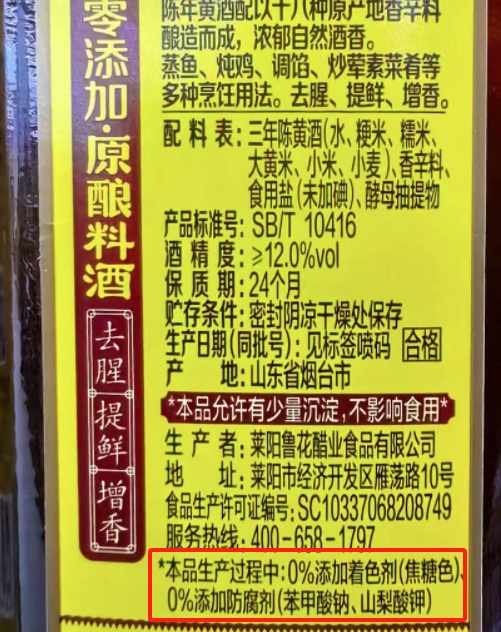 零添加·原酿料酒
去腥
提鲜
增香
陈年黄酒配以十八种原产地香辛料
酿造而成，浓郁自然酒香。
蒸鱼、炖鸡、调馅、炒荤素菜肴等
多种烹饪用法。去腥、提鲜、增香。
配料表：三年陈黄酒(水、粳米、糯米、
大黄米、小米、小麦)、香辛料、
食用盐(未加碘)、酵母抽提物
产品标准号：SB/T 10416
酒精度：≥12.0%vol
保质期：24个月
贮存条件：密封阴凉干燥处保存
生产日期(同批号)：见标签喷码 合格
产地：山东省烟台市
*本品允许有少量沉淀，不影响食用*
生产者：莱阳鲁花醋业食品有限公司
地址：莱阳市经济开发区雁荡路10号
食品生产许可证编号：SC10337068208749
服务热线：400-658-1797
*本品生产过程中：0%添加着色剂(焦糖色)、
0%添加防腐剂(苯甲酸钠、山梨酸钾)